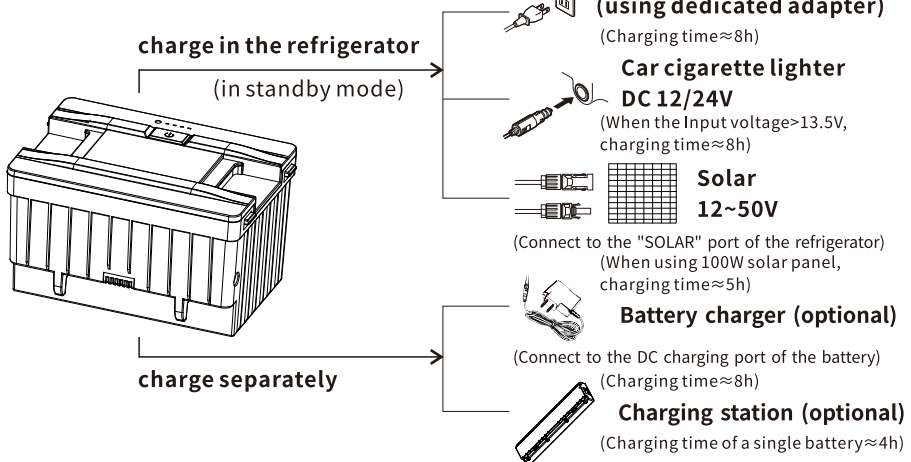 (using dedicated adapter)
(Charging time≈8h)
charge in the refrigerator
(in standby mode)
Car cigarette lighter
DC 12/24V
(When the Input voltage>13.5V,
charging time≈8h)
Solar
12~50V
(Connect to the "SOLAR" port of the refrigerator)
(When using 100W solar panel,
charging time≈5h)
Battery charger (optional)
(Connect to the DC charging port of the battery)
(Charging time≈8h)
charge separately
Charging station (optional)
(Charging time of a single battery≈4h)